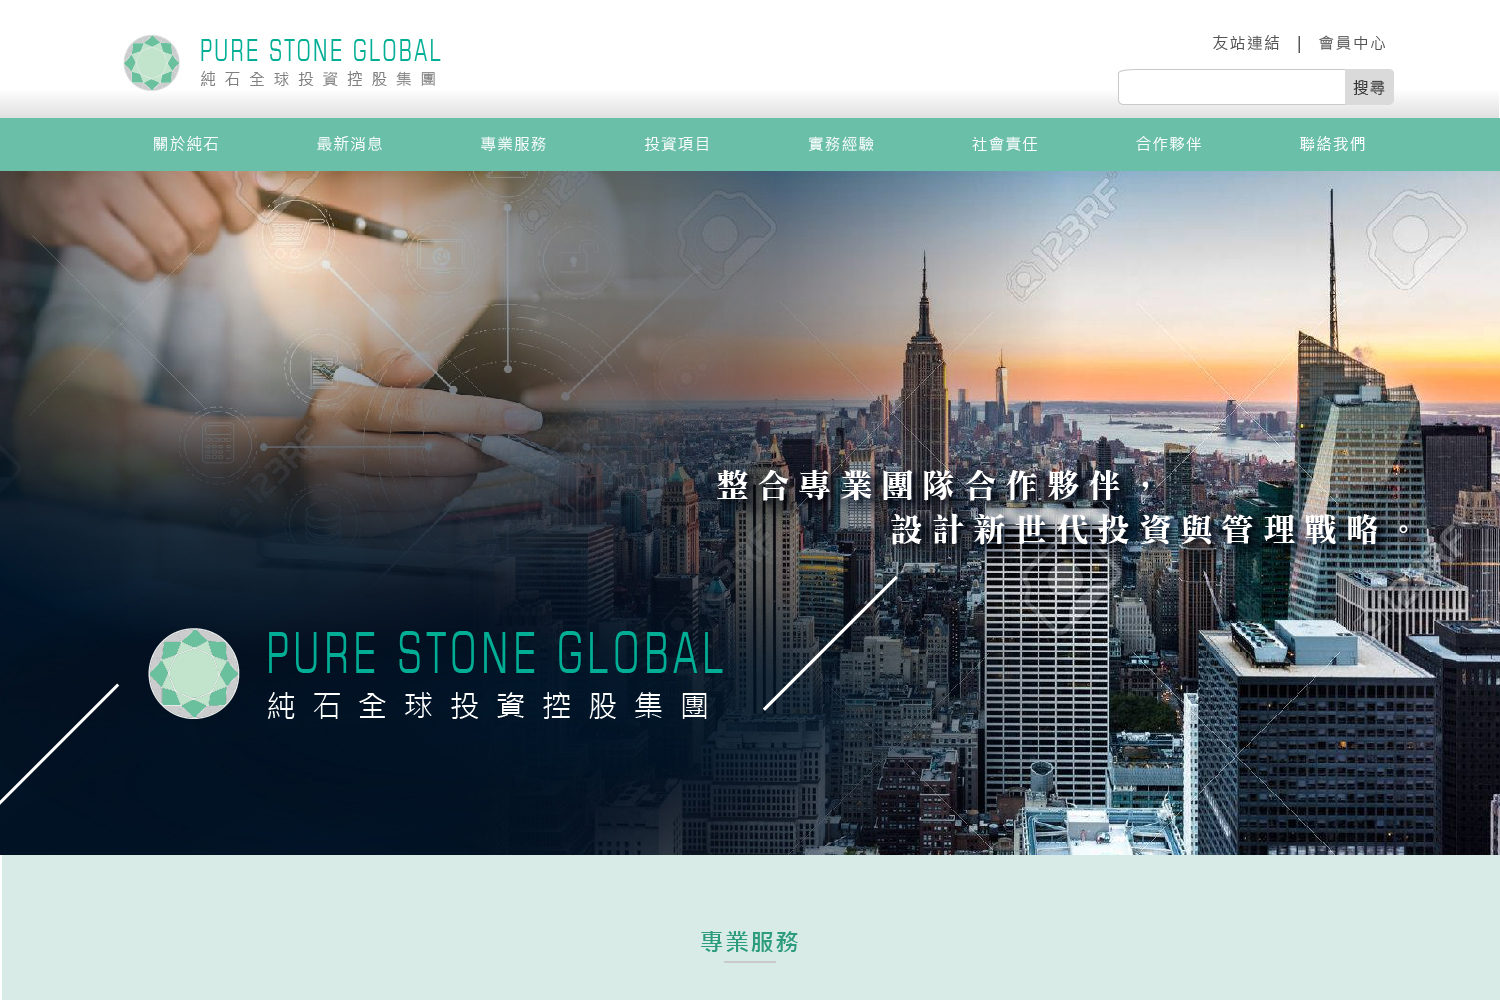 PURE STONE GLOBAL
純石全球投資控股集團
友站連結 | 會員中心
搜尋
關於純石 最新消息 專業服務 投資項目 實務經驗 社會責任 合作夥伴 聯絡我們
@123RF
整合專業團隊合作夥伴，
設計新世代投資與管理戰略。
PURE STONE GLOBAL
純石全球投資控股集團
專業服務